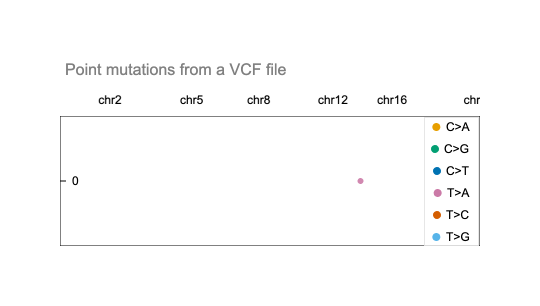 Point mutations from a VCF file
chr2 chr5 chr8 chr12 chr16 chr
C>A
C>G
C>T
0
T>A
T>C
T>G